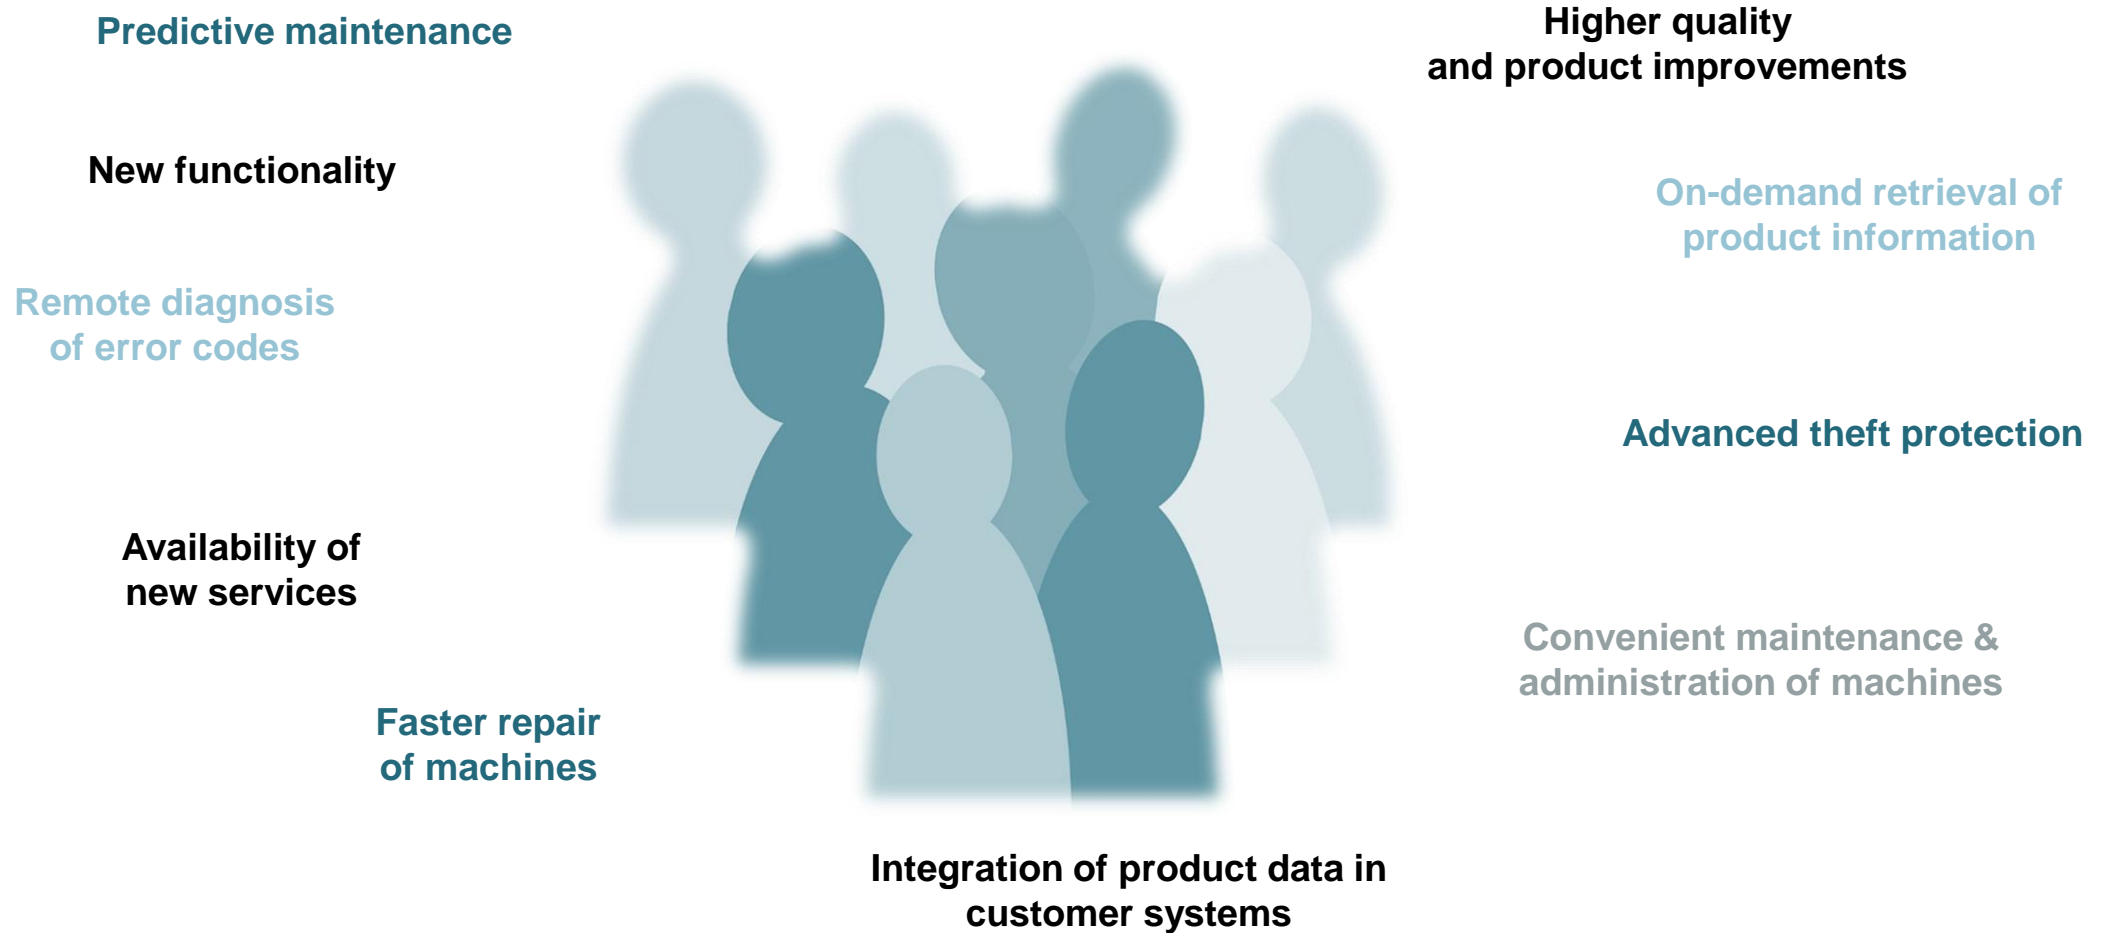 Predictive maintenance
Higher quality
and product improvements
New functionality
On-demand retrieval of
product information
Remote diagnosis
of error codes
Advanced theft protection
Availability of
new services
Convenient maintenance &
administration of machines
Faster repair
of machines
Integration of product data in
customer systems